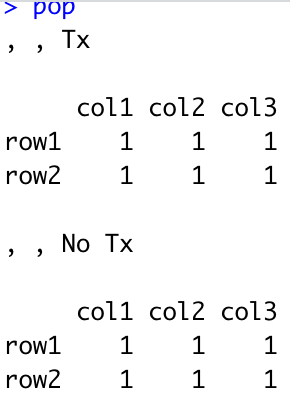 > pop
, , Tx
col1 col2 col3
row1 1 1 1
row2 1 1 1
, , No Tx
col1 col2 col3
row1 1 1 1
row2 1 1 1